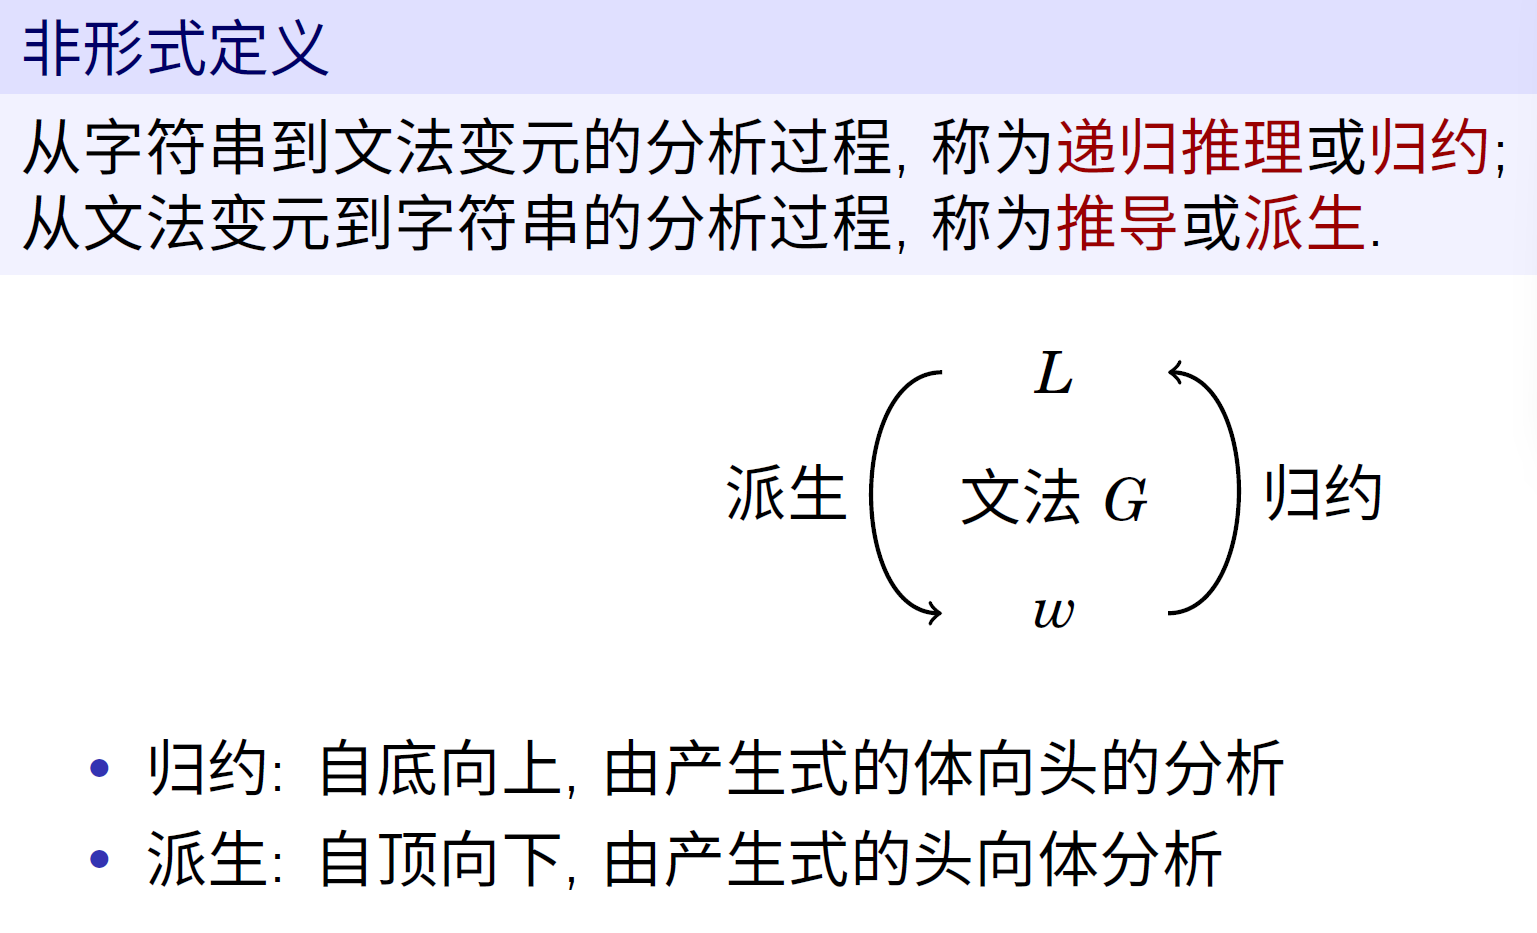 非形式定义
从字符串到文法变元的分析过程, 称为递归推理或归约;
从文法变元到字符串的分析过程, 称为推导或派生.
L
派生 文法 G 归约
w
• 归约: 自底向上, 由产生式的体向头的分析
• 派生: 自顶向下, 由产生式的头向体分析